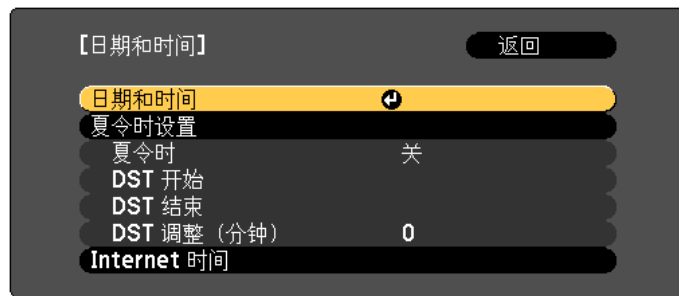 【日期和时间】 返回
日期和时间
夏令时设置
夏令时 关
DST 开始
DST 结束
DST 调整（分钟） 0
Internet 时间